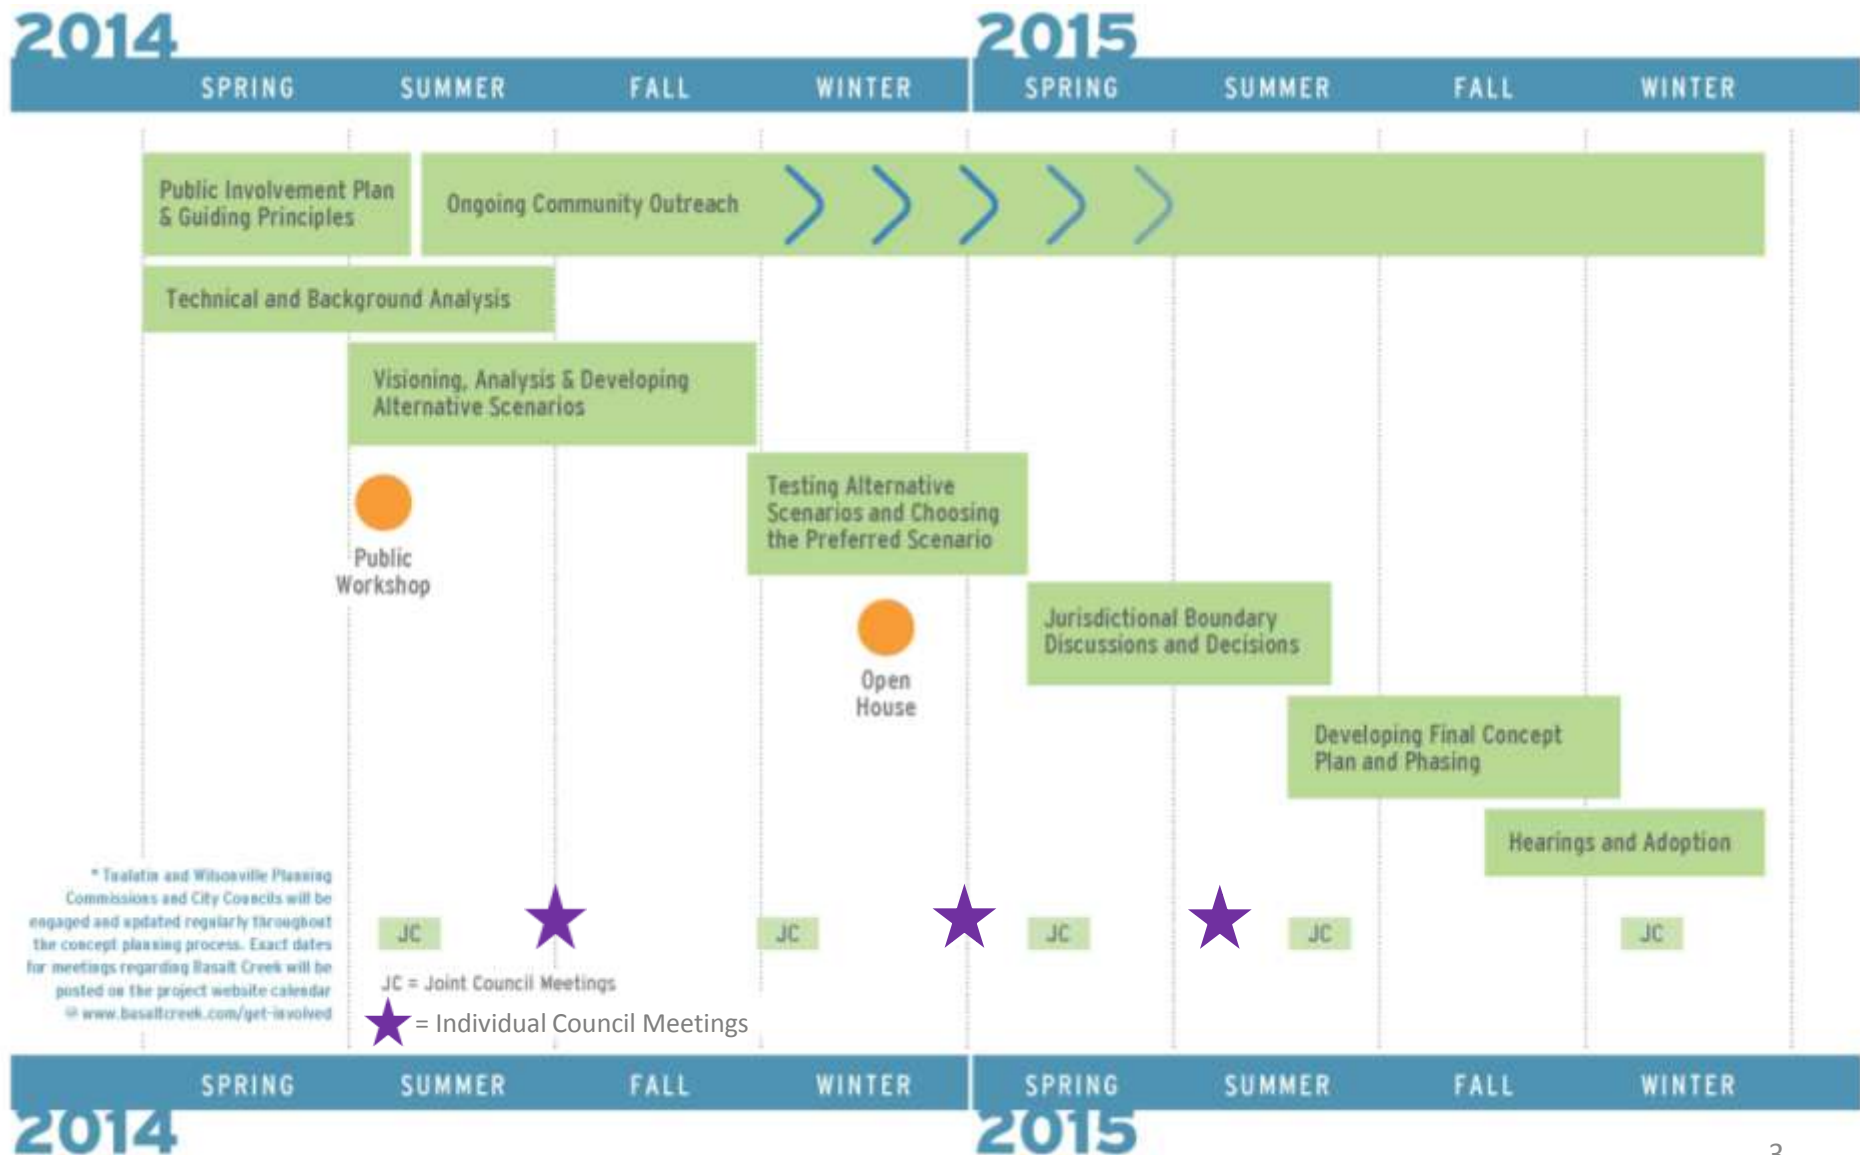 2014
2015
SPRING SUMMER FALL WINTER SPRING SUMMER FALL WINTER
Public Involvement Plan
& Guiding Principles
Ongoing Community Outreach
Technical and Background Analysis
Visioning, Analysis & Developing
Alternative Scenarios
Testing Alternative
Scenarios and Choosing
the Preferred Scenario
Public
Workshop
Jurisdictional Boundary
Discussions and Decisions
Open
House
Developing Final Concept
Plan and Phasing
Hearings and Adoption
* Tualatin and Wilsonville Planning
Commissions and City Councils will be
engaged and updated regularly throughout
the concept planning process. Exact dates
for meetings regarding Basalt Creek will be
posted on the project website calendar
@ www.basaltcreek.com/get-involved
JC JC JC JC JC
JC = Joint Council Meetings
= Individual Council Meetings
SPRING SUMMER FALL WINTER SPRING SUMMER FALL WINTER
2014
2015
3